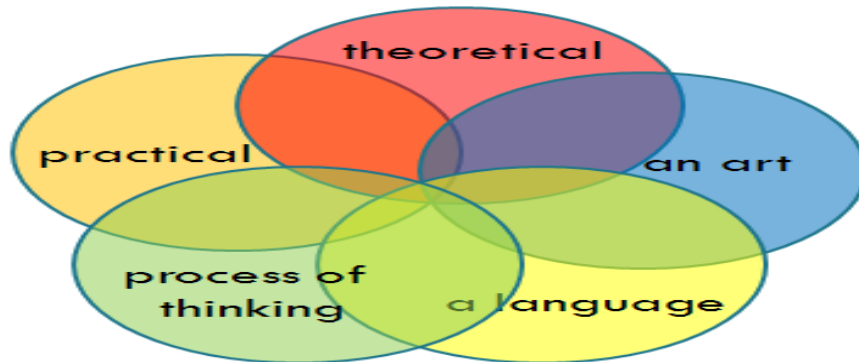 theoretical
practical
an art
process of
thinking
a language